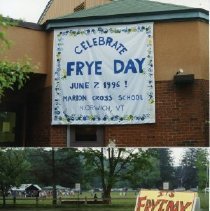 CELEBRATE
FRYE DAY
JUNE 7, 1996 !
MARION CROSS SCHOOL
NORWICH, VT
FRYE DAY